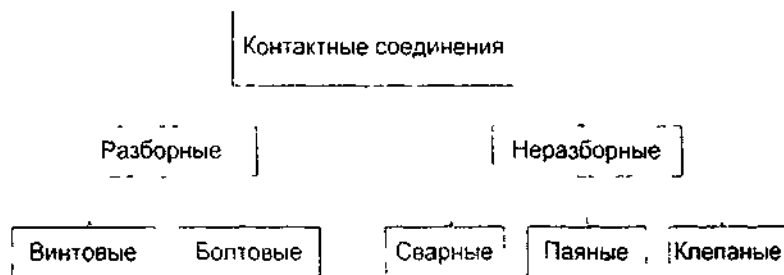 Контактные соединения
Разборные
Неразборные
Винтовые
Болтовые
Сварные
Паяные
Клепаные